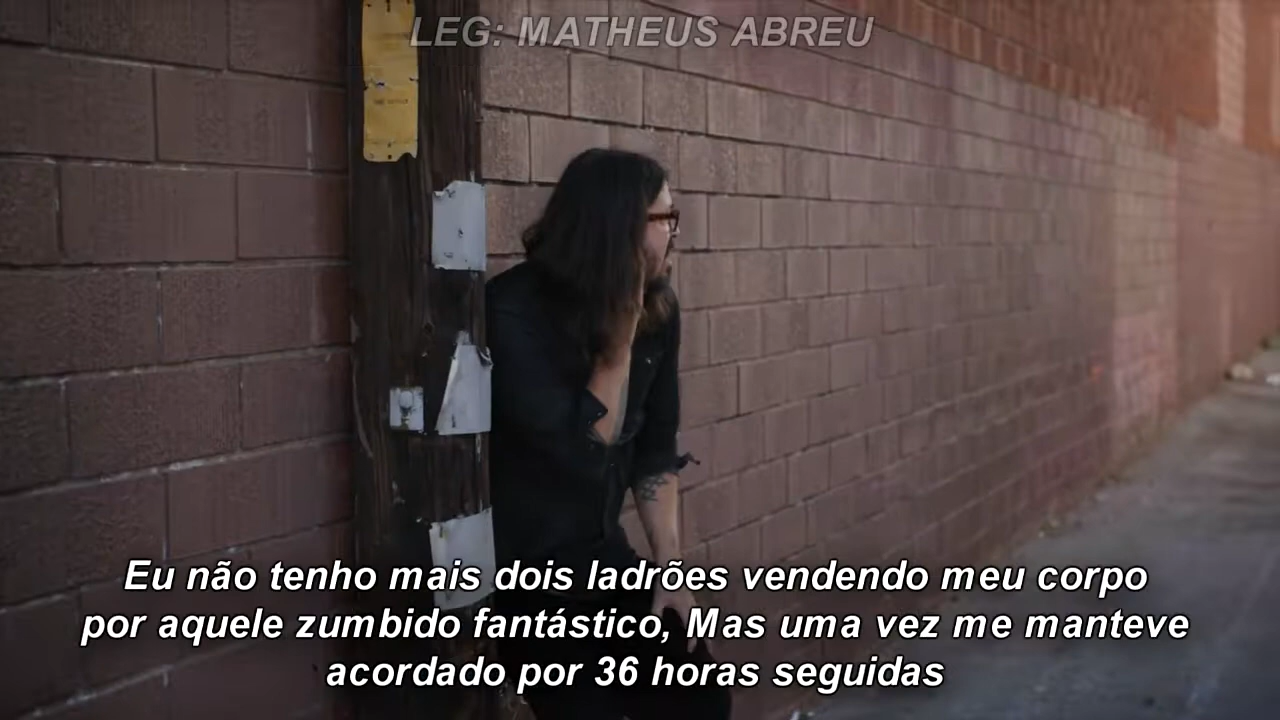 LEG: MATHEUS ABREU
Eu não tenho mais dois ladrões vendendo meu corpo
por aquele zumbido fantástico, Mas uma vez me manteve
acordado por 36 horas seguidas